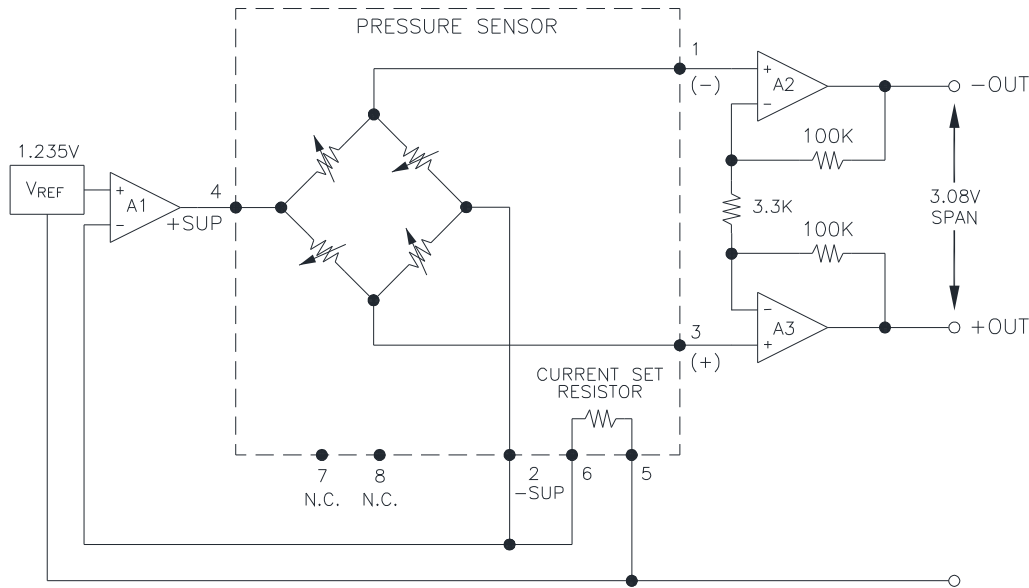 PRESSURE SENSOR
1
(−)
+
A2
−
−OUT
100K
1.235V
VREF
+
A1
−
4
+SUP
3.3K
3.08V
SPAN
100K
−
A3
+
+OUT
3
(+)
CURRENT SET
RESISTOR
7
N.C.
8
N.C.
2
−SUP
6
5